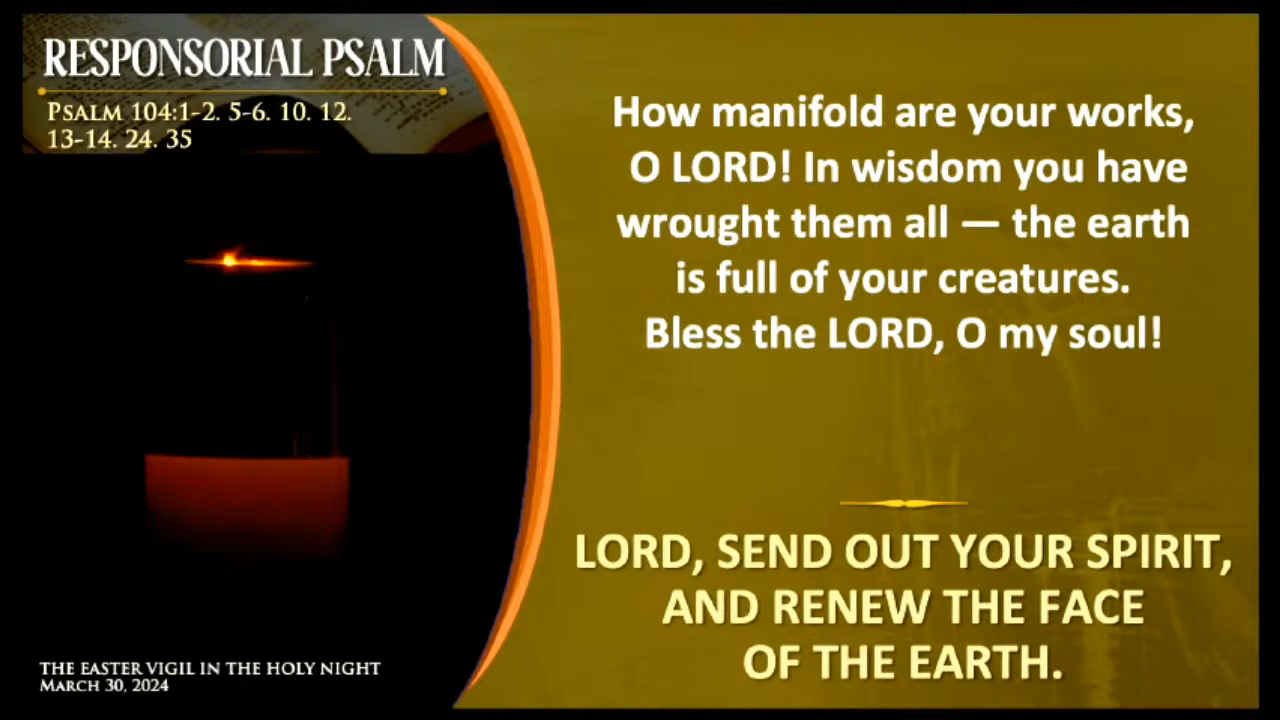 RESPONSORIAL PSALM
PSALM 104:1-2. 5-6. 10. 12.
13-14. 24. 35
How manifold are your works,
O LORD! In wisdom you have
wrought them all — the earth
is full of your creatures.
Bless the LORD, O my soul!
LORD, SEND OUT YOUR SPIRIT,
AND RENEW THE FACE
OF THE EARTH.
THE EASTER VIGIL IN THE HOLY NIGHT
MARCH 30, 2024